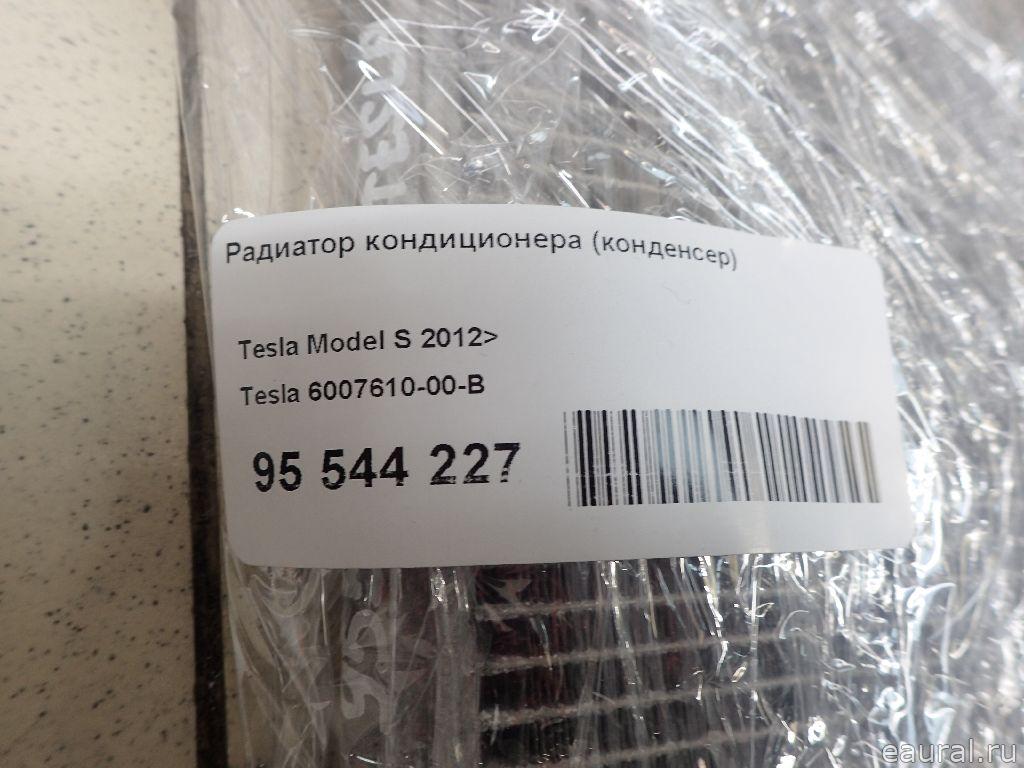 Радиатор кондиционера (конденсер)
Tesla Model S 2012>
Tesla 6007610-00-B
95 544 227
eaural.ru